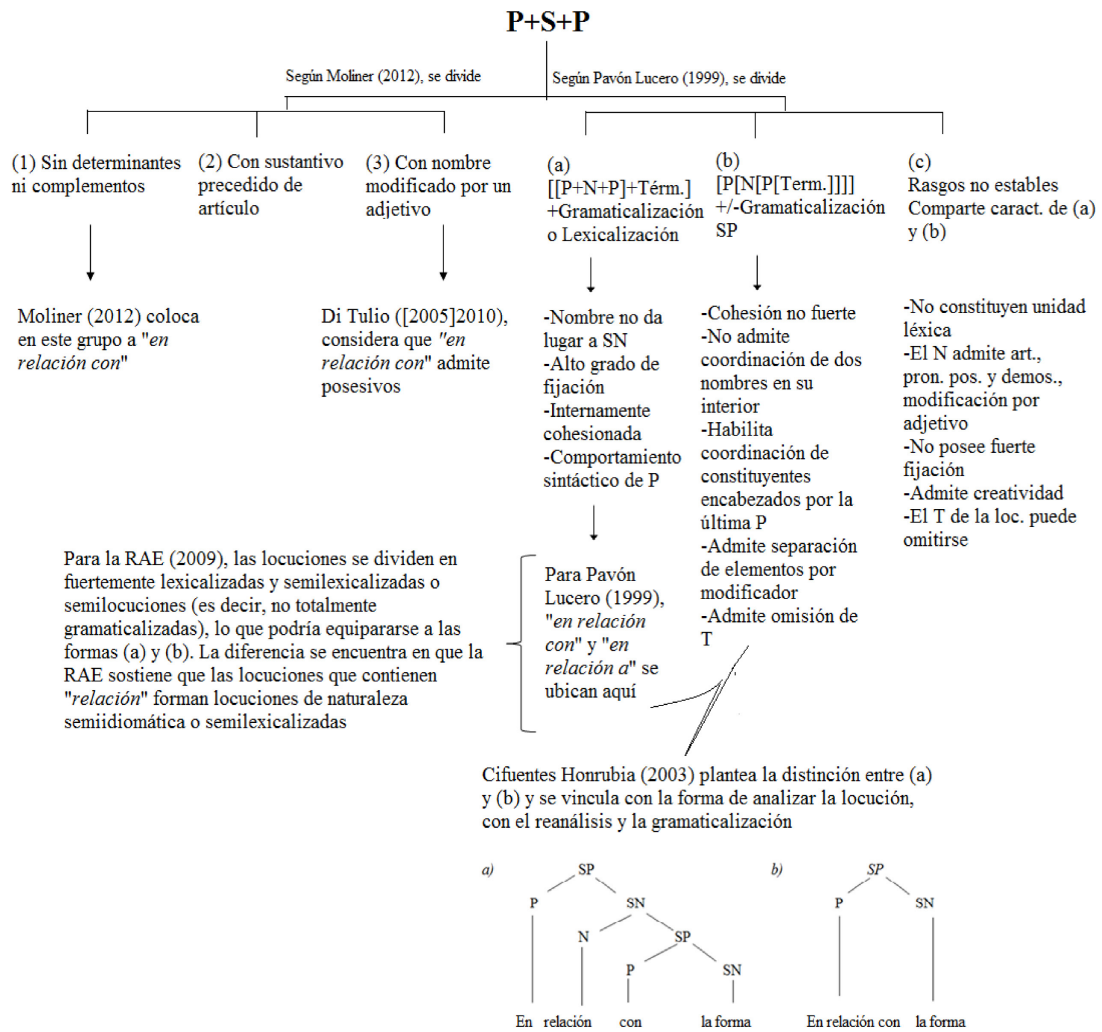 P+S+P
Según Moliner (2012), se divide
Según Pavón Lucero (1999), se divide
(1) Sin determinantes
ni complementos
(2) Con sustantivo
precedido de
artículo
(3) Con nombre
modificado por un
adjetivo
(a)
[[P+N+P]+Térm.]
+Gramaticalización
o Lexicalización
(b)
[P[N[P[Term.]]]]
+/-Gramaticalización
SP
(c)
Rasgos no estables
Comparte caract. de (a)
y (b)
Moliner (2012) coloca
en este grupo a "en
relación con"
Di Tulio ([2005]2010),
considera que "en
relación con" admite
posesivos
-Nombre no da
lugar a SN
-Alto grado de
fijación
-Internamente
cohesionada
-Comportamiento
sintáctico de P
-Cohesión no fuerte
-No admite
coordinación de dos
nombres en su
interior
-Habilita
coordinación de
constituyentes
encabezados por la
última P
-Admite separación
de elementos por
modificador
-Admite omisión de
T
-No constituyen unidad
léxica
-El N admite art.,
pron. pos. y demos.,
modificación por
adjetivo
-No posee fuerte
fijación
-Admite creatividad
-El T de la loc. puede
omitirse
Para la RAE (2009), las locuciones se dividen en
fuertemente lexicalizadas y semilexicalizadas o
semilocuciones (es decir, no totalmente
gramaticalizadas), lo que podría equipararse a las
formas (a) y (b). La diferencia se encuentra en que la
RAE sostiene que las locuciones que contienen
"relación" forman locuciones de naturaleza
semiidiomática o semilexicalizadas
Para Pavón
Lucero (1999),
"en relación
con" y "en
relación a" se
ubican aquí
Cifuentes Honrubia (2003) plantea la distinción entre (a)
y (b) y se vincula con la forma de analizar la locución,
con el reanálisis y la gramaticalización
a)
SP
P SN
N SP
P SN
En relación con la forma
b)
SP
P SN
En relación con la forma